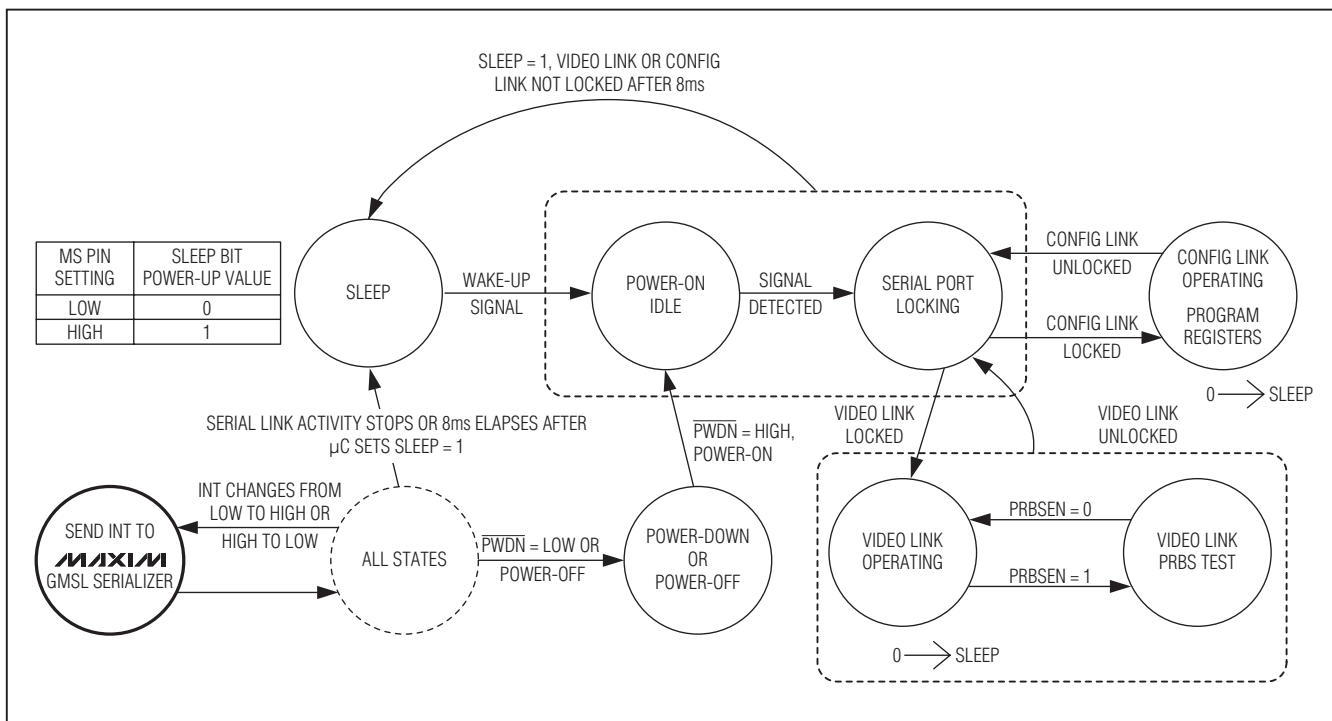 SLEEP = 1, VIDEO LINK OR CONFIG
LINK NOT LOCKED AFTER 8ms
MS PIN
SETTING
SLEEP BIT
POWER-UP VALUE
LOW
0
HIGH
1
SLEEP
WAKE-UP
SIGNAL
POWER-ON
IDLE
SIGNAL
DETECTED
SERIAL PORT
LOCKING
CONFIG LINK
UNLOCKED
CONFIG LINK
LOCKED
CONFIG LINK
OPERATING
PROGRAM
REGISTERS
0 → SLEEP
SERIAL LINK ACTIVITY STOPS OR 8ms ELAPSES AFTER
µC SETS SLEEP = 1
PWDN = HIGH,
POWER-ON
VIDEO LINK
LOCKED
VIDEO LINK
UNLOCKED
SEND INT TO
MAXIM
GMSL SERIALIZER
INT CHANGES FROM
LOW TO HIGH OR
HIGH TO LOW
ALL STATES
PWDN = LOW OR
POWER-OFF
POWER-DOWN
OR
POWER-OFF
VIDEO LINK
OPERATING
PRBSEN = 0
PRBSEN = 1
VIDEO LINK
PRBS TEST
0 → SLEEP